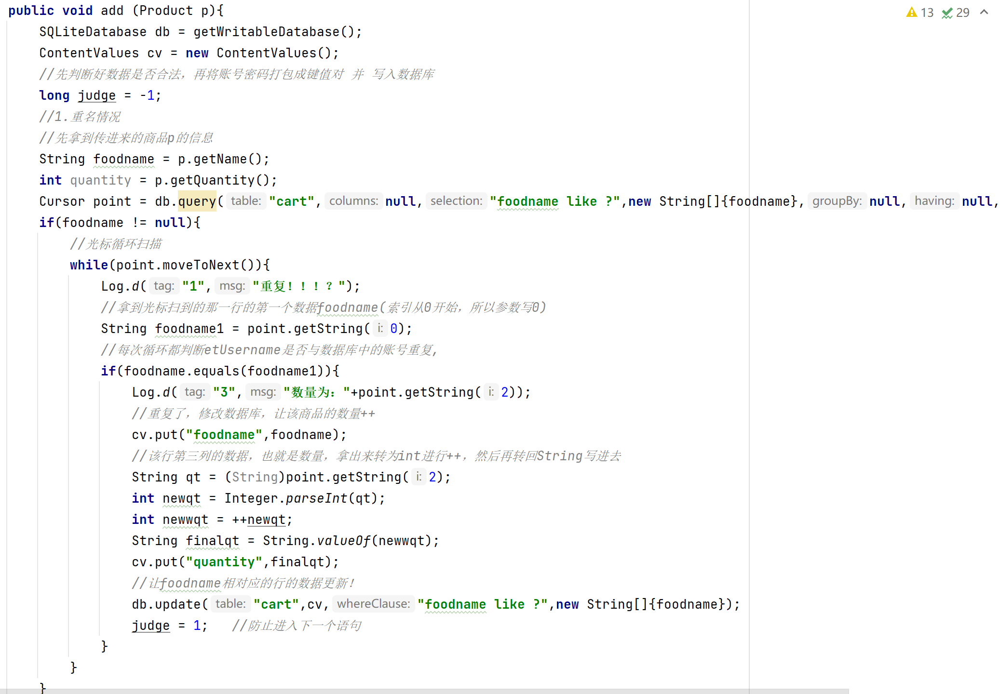 public void add (Product p){
⚠ 13 ✓ 29 ^
SQLiteDatabase db = getWritableDatabase();
ContentValues cv = new ContentValues();
//先判断好数据是否合法，再将账号密码打包成键值对 并 写入数据库
long judge = -1;
//1.重名情况
//先拿到传进来的商品p的信息
String foodname = p.getName();
int quantity = p.getQuantity();
Cursor point = db.query( table: "cart", columns: null, selection: "foodname like ?",new String[]{foodname}, groupBy: null, having: null,
if(foodname != null){
//光标循环扫描
while(point.moveToNext()){
Log.d( tag: "1", msg: "重复！！！？");
//拿到光标扫到的那一行的第一个数据foodname(索引从0开始，所以参数写0)
String foodname1 = point.getString( i: 0);
//每次循环都判断etUsername是否与数据库中的账号重复，
if(foodname.equals(foodname1)){
Log.d( tag: "3", msg: "数量为："+point.getString( i: 2));
//重复了，修改数据库，让该商品的数量++
cv.put("foodname",foodname);
//该行第三列的数据，也就是数量，拿出来转为int进行++，然后再转回String写进去
String qt = (String)point.getString( i: 2);
int newqt = Integer.parseInt(qt);
int newwqt = ++newqt;
String finalqt = String.valueOf(newwqt);
cv.put("quantity",finalqt);
//让foodname相对应的行的数据更新！
db.update( table: "cart",cv, whereClause: "foodname like ?",new String[]{foodname});
judge = 1; //防止进入下一个语句
}
}
}